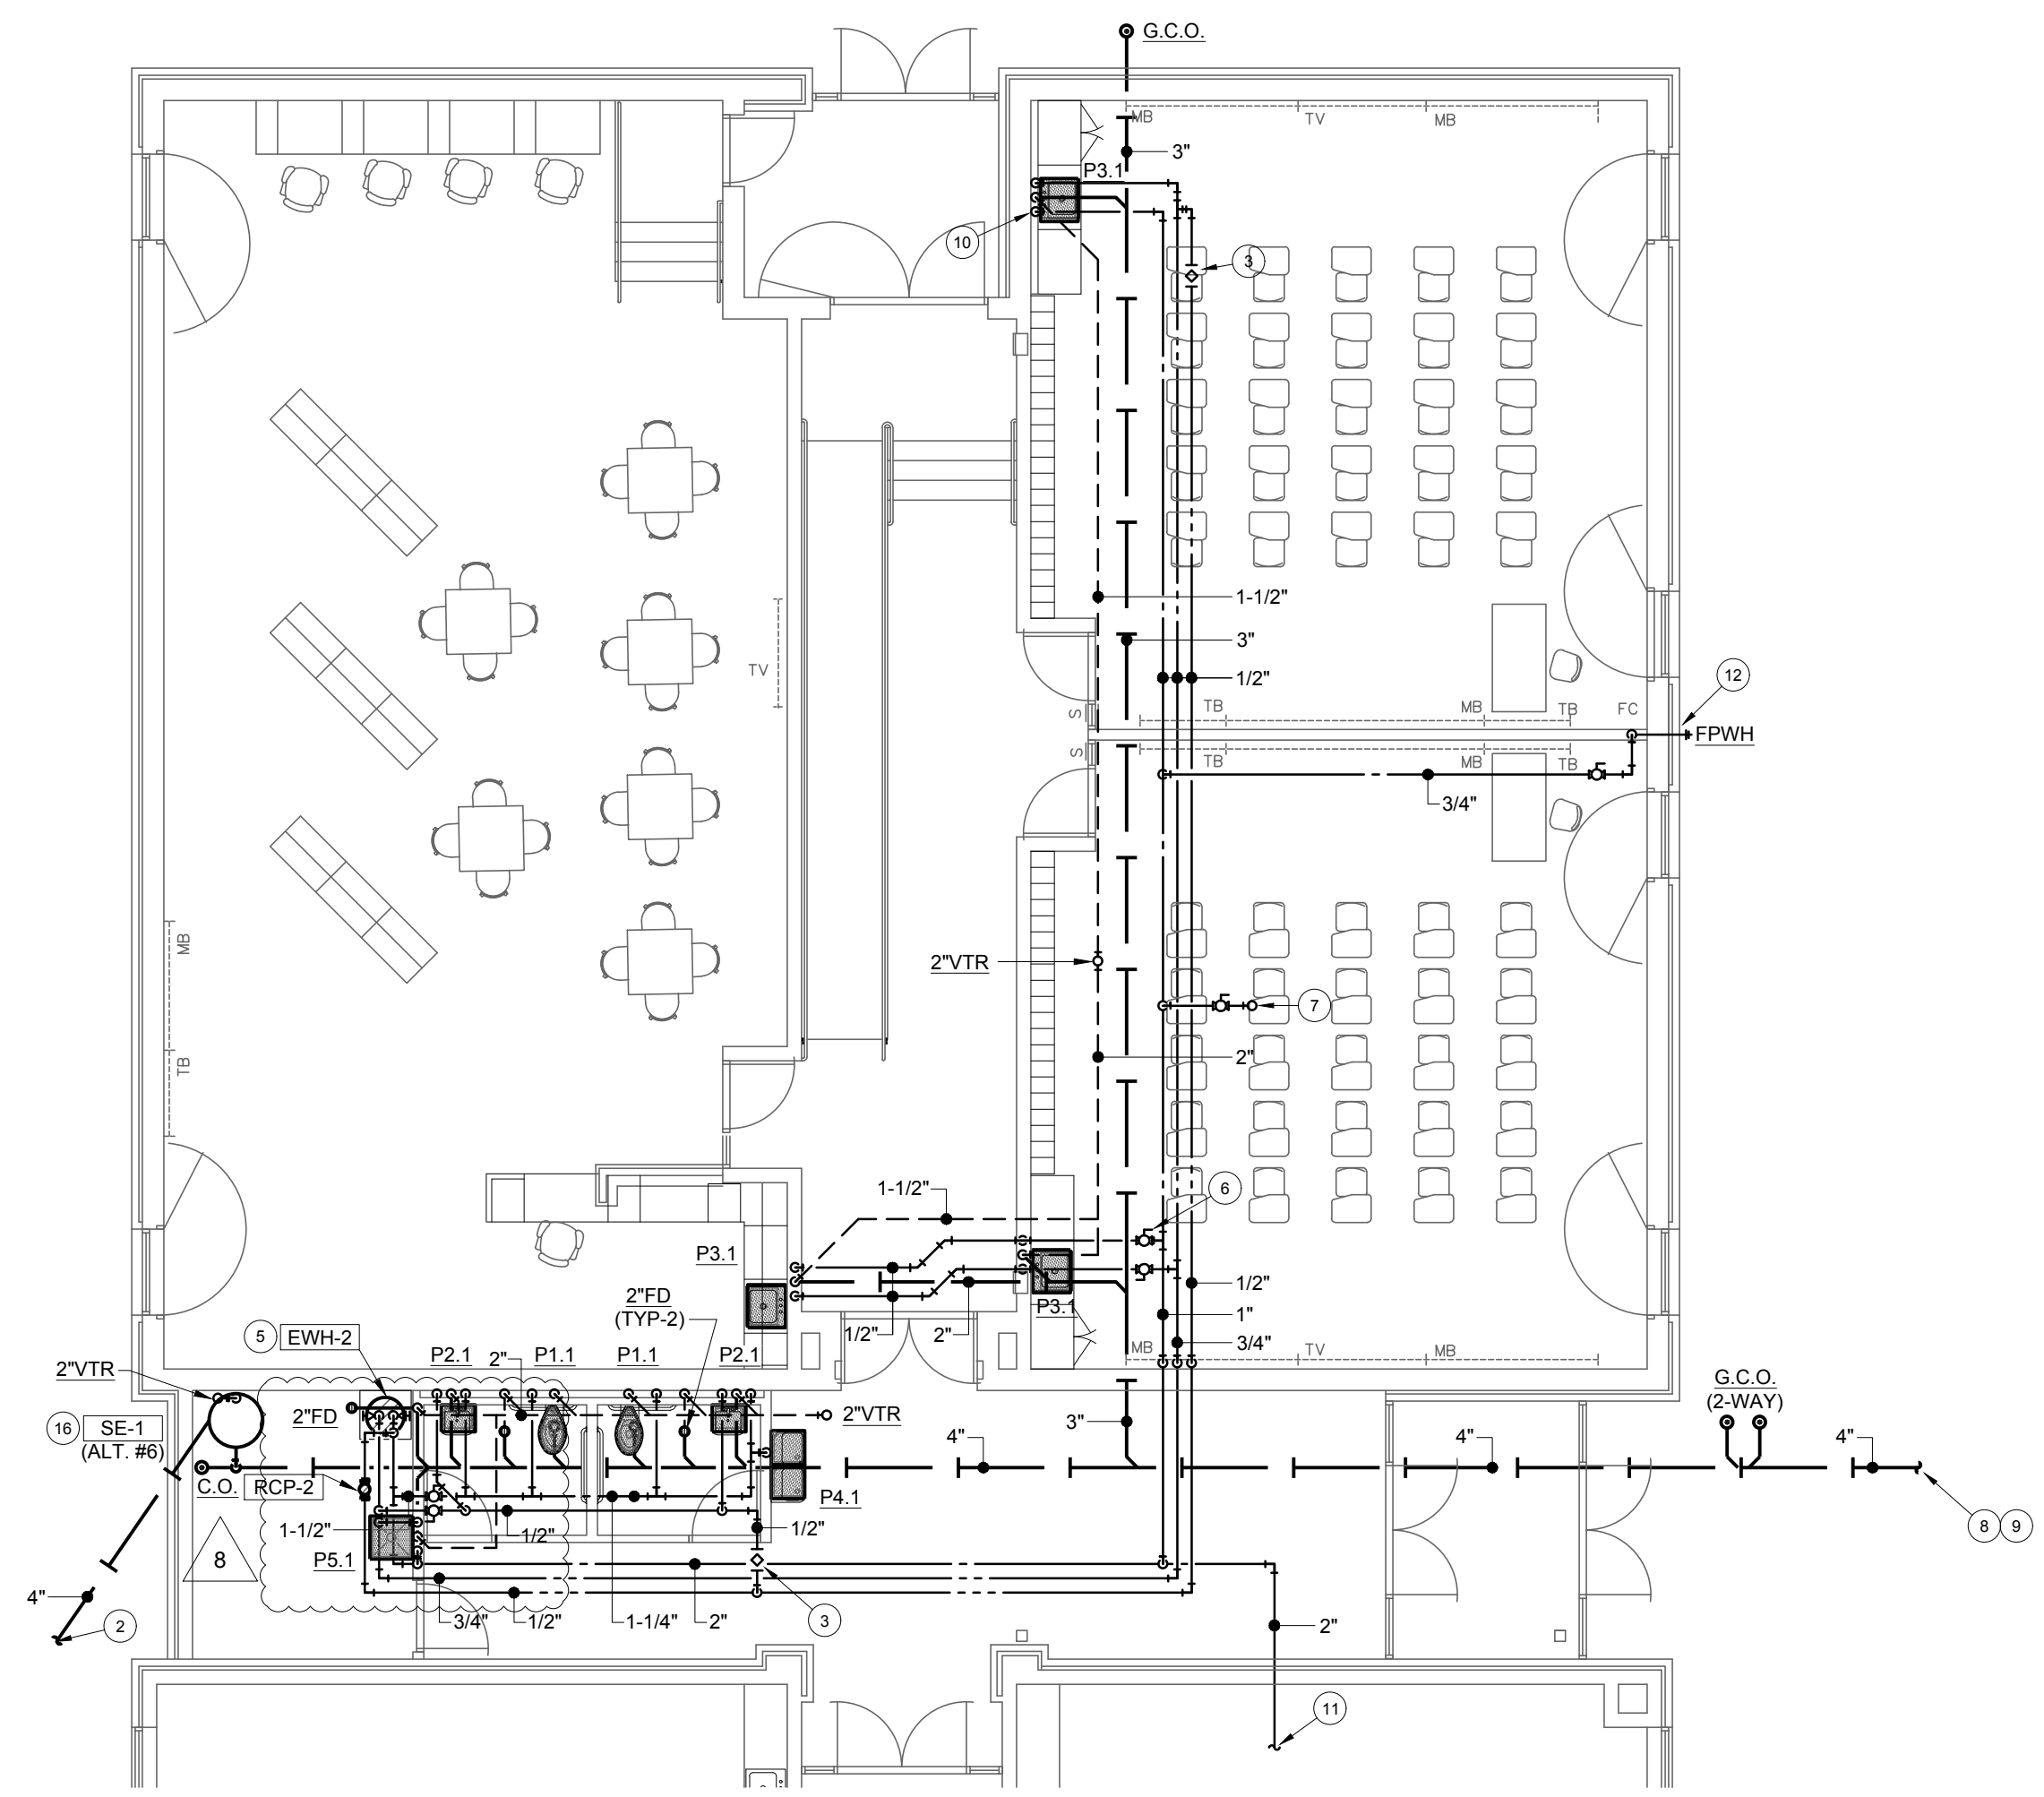 G.C.O.
MB
TV
MB
3"
P3.1
10
3
1-1/2"
3"
1/2"
12
TV
S
TB
MB
TB
FC
FPWH
S
TB
MB
TB
3/4"
MB
2"VTR
7
TB
2"
1-1/2"
6
P3.1
2"FD
(TYP-2)
1/2"
2"
P3.1
1/2"
1"
3/4"
MB
TV
MB
5
EWH-2
2"VTR
P2.1
2"
P1.1
P1.1
P2.1
G.C.O.
(2-WAY)
16
SE-1
(ALT. #6)
2"FD
2"VTR
3"
4"
4"
4"
C.O.
RCP-2
P4.1
1-1/2"
1/2"
1/2"
8
9
8
P5.1
4"
2
3/4"
1/2"
1-1/4"
2"
3
2"
11